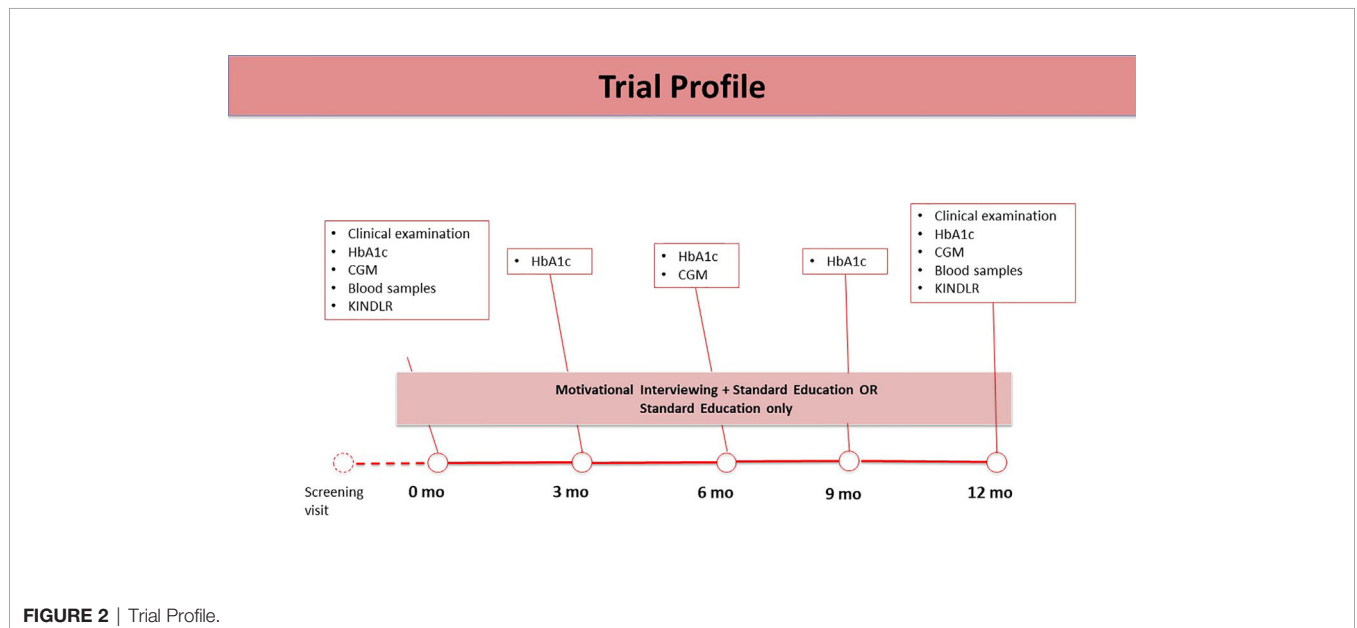 Trial Profile
• Clinical examination
• HbA1c
• CGM
• Blood samples
• KINDLR
• HbA1c
• HbA1c
• CGM
• HbA1c
• Clinical examination
• HbA1c
• CGM
• Blood samples
• KINDLR
Motivational Interviewing + Standard Education OR
Standard Education only
Screening
visit
0 mo
3 mo
6 mo
9 mo
12 mo
FIGURE 2 | Trial Profile.